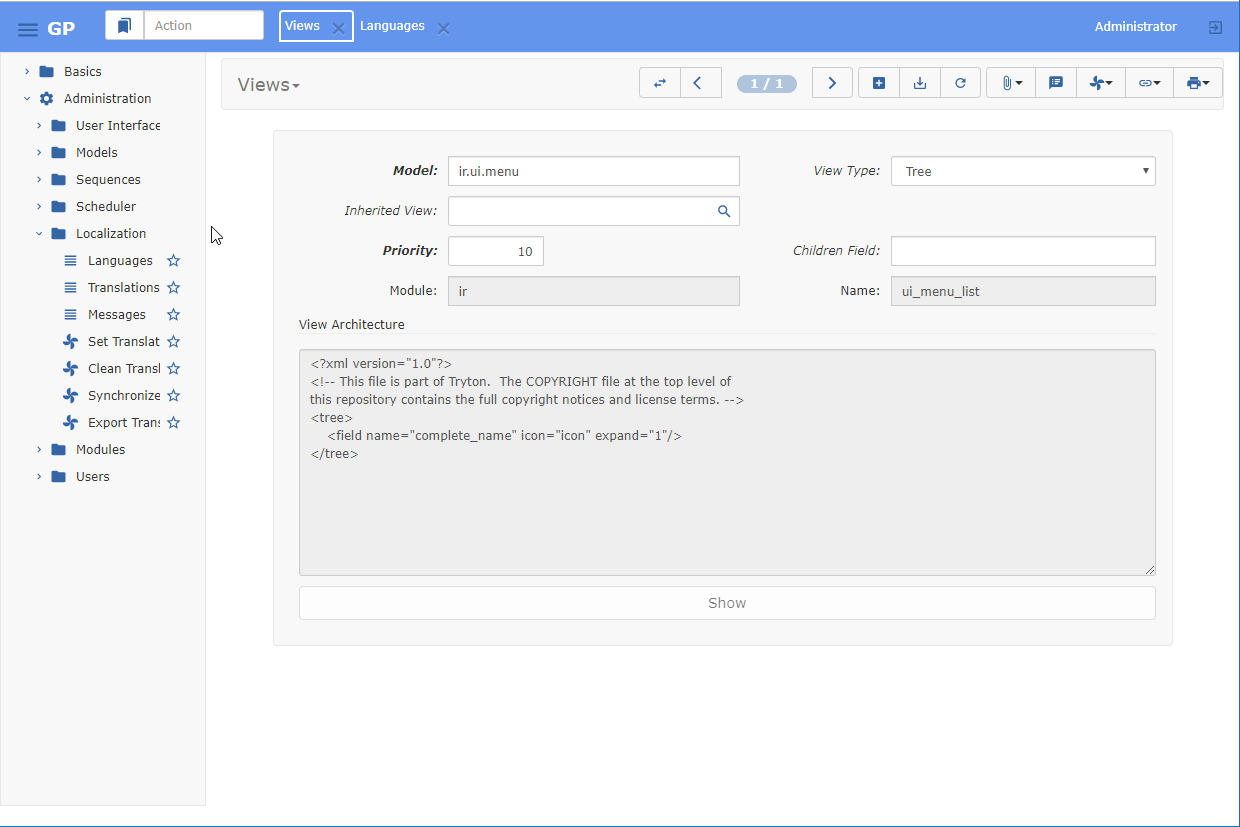 GP
Action
Views
Languages
Administrator
Basics
Administration
User Interface
Models
Sequences
Scheduler
Localization
Languages
Translations
Messages
Set Translat
Clean Transl
Synchronize
Export Trans
Modules
Users
Views
1 / 1
Model: ir.ui.menu View Type: Tree
Inherited View:
Priority: 10 Children Field:
Module: ir Name: ui_menu_list
View Architecture
<?xml version="1.0"?>
<!-- This file is part of Tryton.  The COPYRIGHT file at the top level of
this repository contains the full copyright notices and license terms. -->
<tree>
    <field name="complete_name" icon="icon" expand="1"/>
</tree>
Show